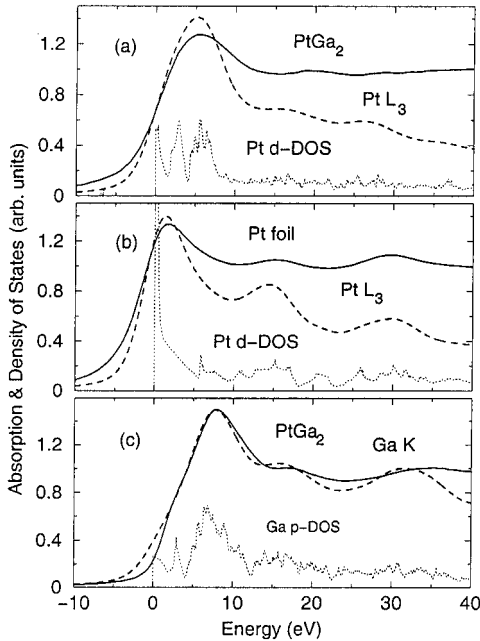 Absorption & Density of States (arb. units)
(a)
PtGa2
Pt L3
Pt d-DOS
1.2
0.8
0.4
0
(b)
Pt foil
Pt L3
Pt d-DOS
1.2
0.8
0.4
0
(c)
PtGa2
Ga K
Ga p-DOS
1.2
0.8
0.4
0
-10 0 10 20 30 40
Energy (eV)